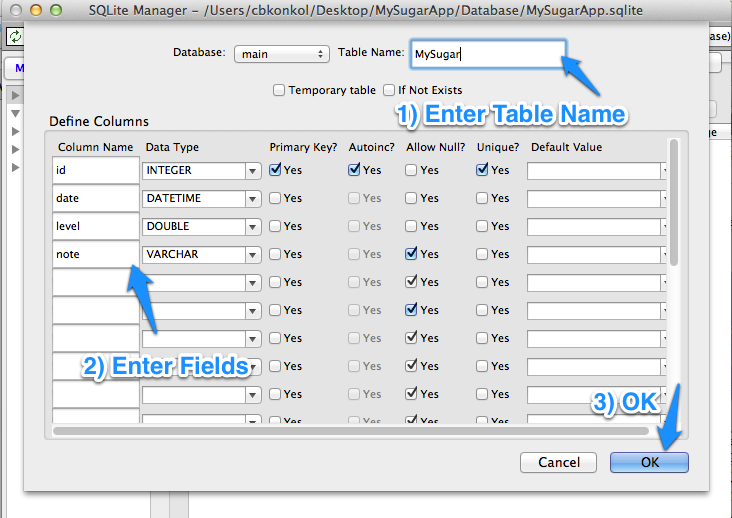 SQLite Manager - /Users/cbkonkol/Desktop/MySugarApp/Database/MySugarApp.sqlite
Database: main Table Name: MySugar
Temporary table If Not Exists
1) Enter Table Name
Define Columns
Column Name Data Type Primary Key? Autoinc? Allow Null? Unique? Default Value
id INTEGER Yes Yes Yes Yes
date DATETIME Yes Yes Yes Yes
level DOUBLE Yes Yes Yes Yes
note VARCHAR Yes Yes Yes Yes
Yes Yes Yes Yes
Yes Yes Yes Yes
Yes Yes Yes Yes
2) Enter Fields
Yes Yes Yes Yes
Yes Yes Yes Yes
3) OK
Yes Yes Yes Yes
Cancel OK